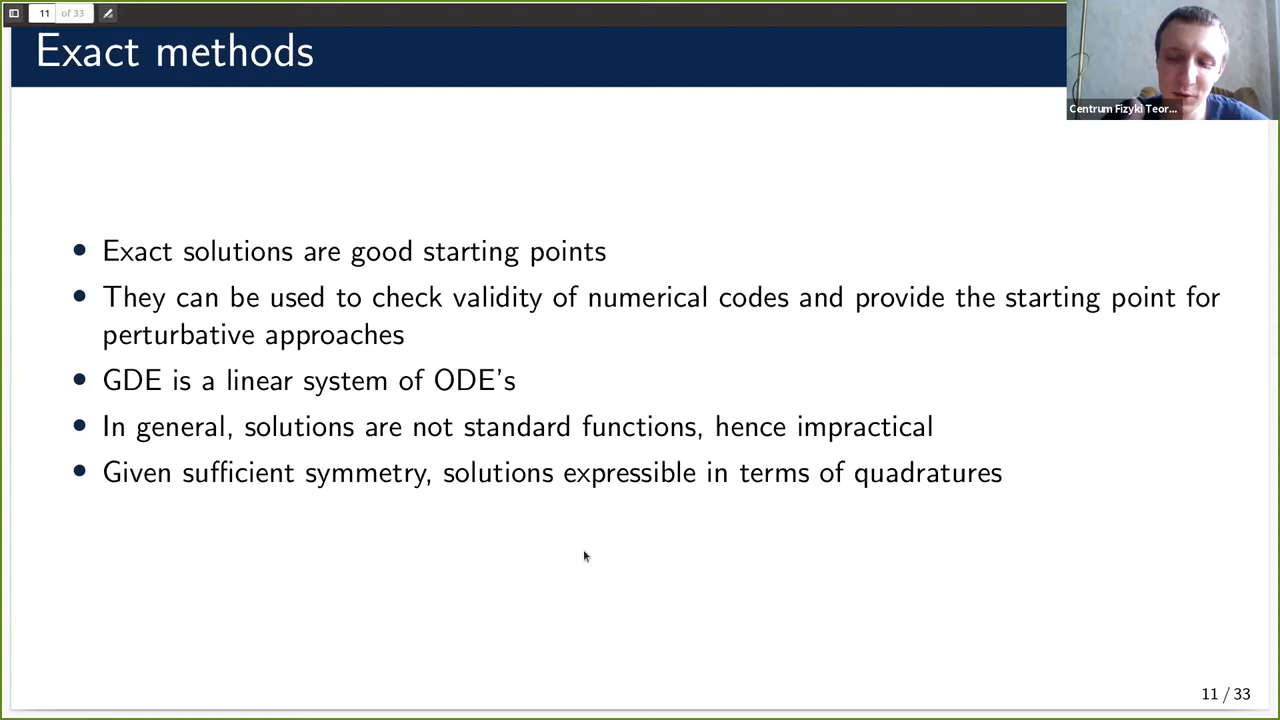 11 of 33
Exact methods
Centrum Fizyki Teor...
• Exact solutions are good starting points
• They can be used to check validity of numerical codes and provide the starting point for
perturbative approaches
• GDE is a linear system of ODE's
• In general, solutions are not standard functions, hence impractical
• Given sufficient symmetry, solutions expressible in terms of quadratures
11 / 33